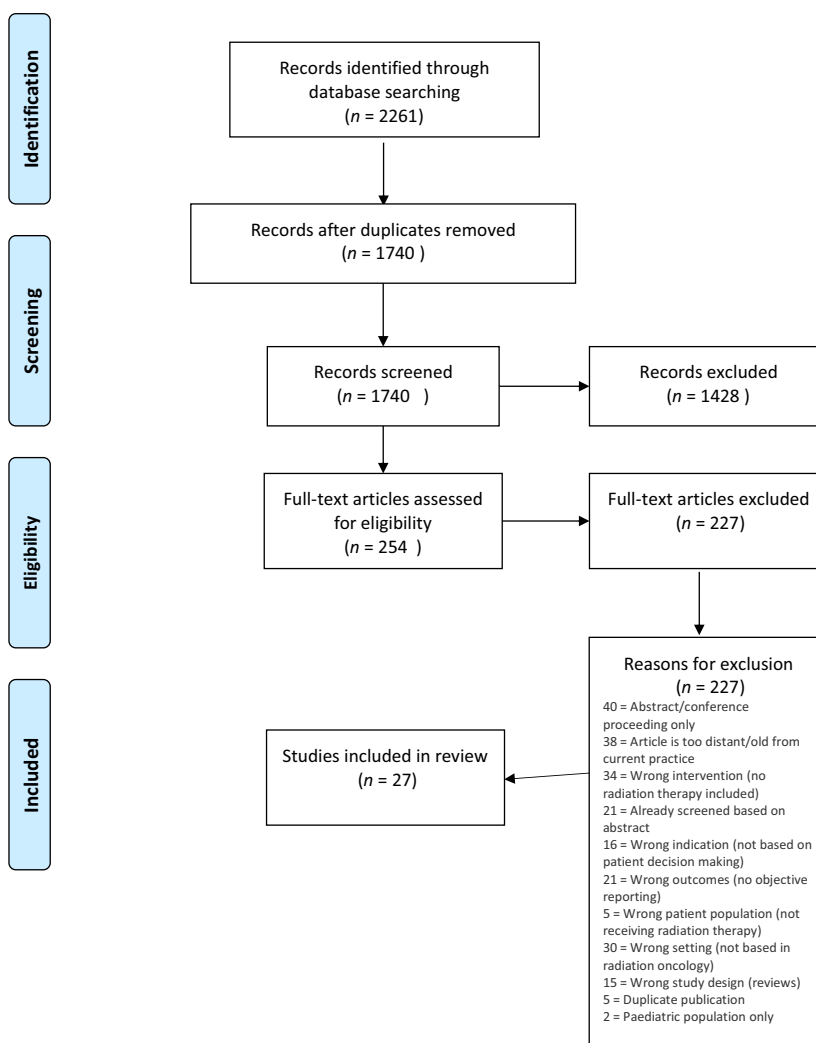 Identification
Records identified through
database searching
(n = 2261)
Records after duplicates removed
(n = 1740 )
Screening
Records screened
(n = 1740 )
Records excluded
(n = 1428 )
Eligibility
Full-text articles assessed
for eligibility
(n = 254 )
Full-text articles excluded
(n = 227)
Reasons for exclusion
(n = 227)
40 = Abstract/conference
proceeding only
38 = Article is too distant/old from
current practice
34 = Wrong intervention (no
radiation therapy included)
21 = Already screened based on
abstract
16 = Wrong indication (not based on
patient decision making)
21 = Wrong outcomes (no objective
reporting)
5 = Wrong patient population (not
receiving radiation therapy)
30 = Wrong setting (not based in
radiation oncology)
15 = Wrong study design (reviews)
5 = Duplicate publication
2 = Paediatric population only
Included
Studies included in review
(n = 27)